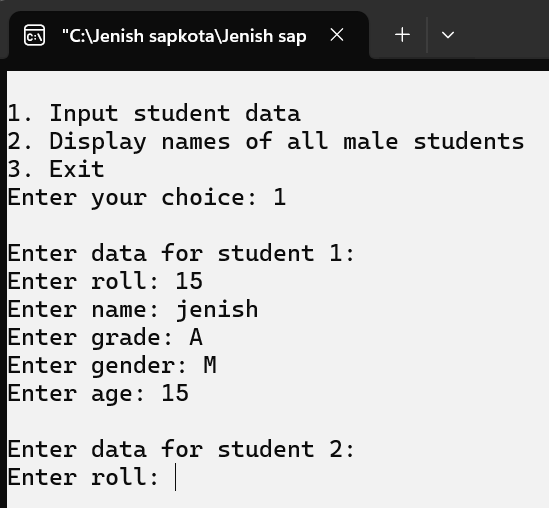 "C:\Jenish sapkota\Jenish sap
1. Input student data
2. Display names of all male students
3. Exit
Enter your choice: 1
Enter data for student 1:
Enter roll: 15
Enter name: jenish
Enter grade: A
Enter gender: M
Enter age: 15
Enter data for student 2:
Enter roll: